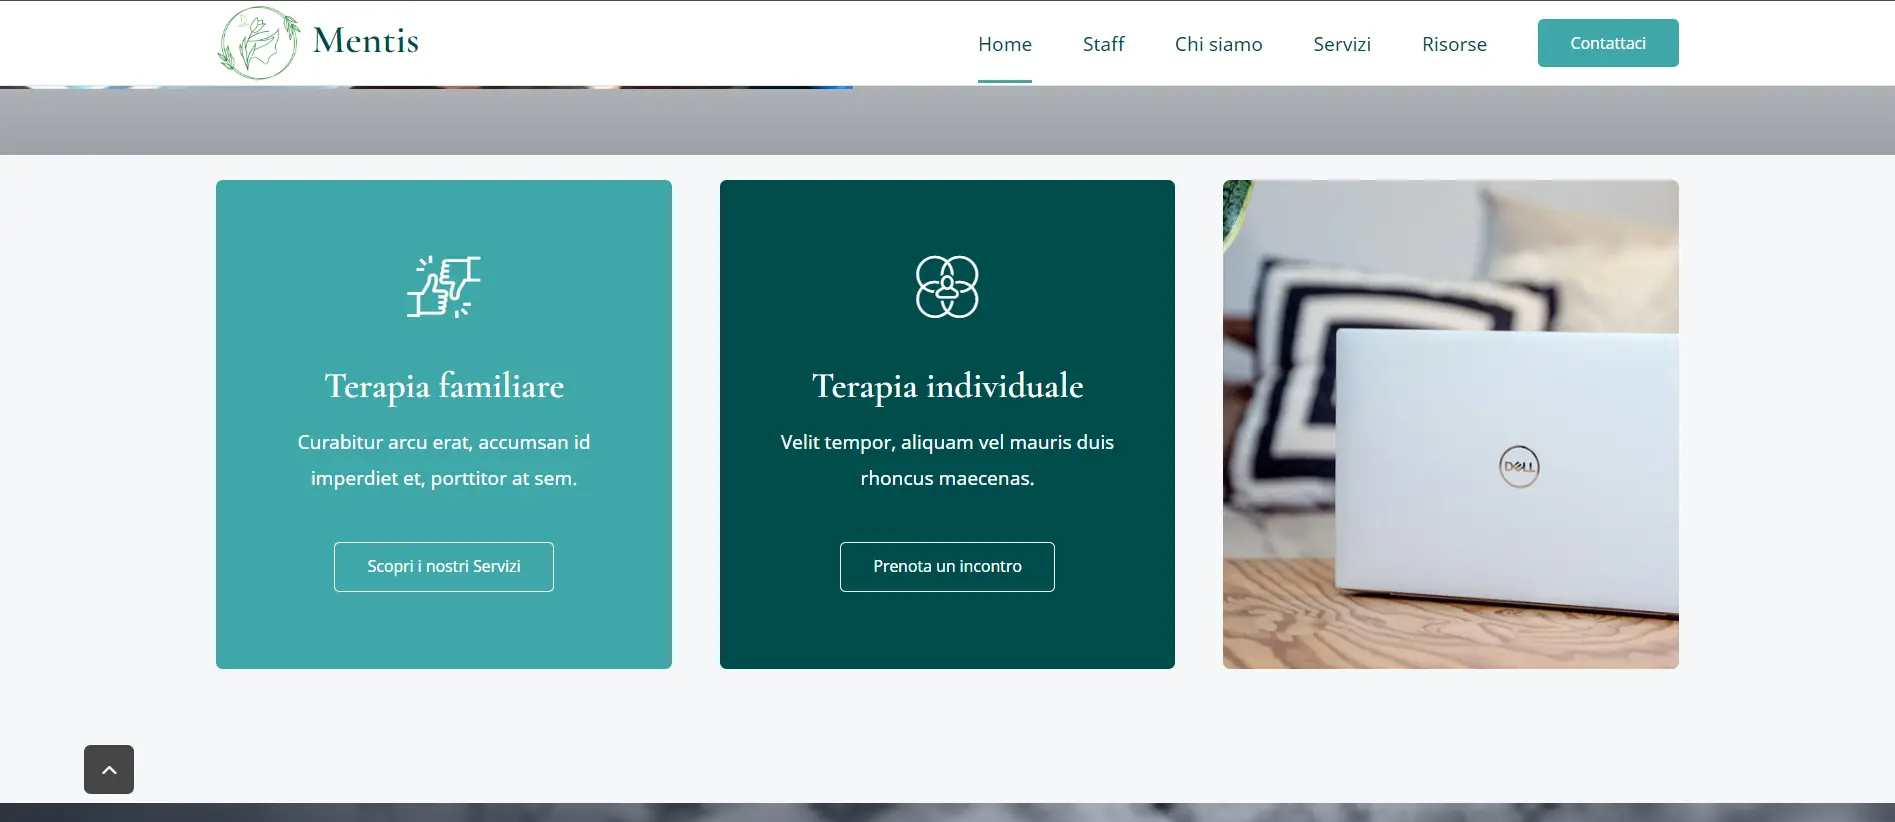 Mentis
Home
Staff
Chi siamo
Servizi
Risorse
Contattaci
Terapia familiare
Curabitur arcu erat, accumsan id
imperdiet et, porttitor at sem.
Scopri i nostri Servizi
Terapia individuale
Velit tempor, aliquam vel mauris duis
rhoncus maecenas.
Prenota un incontro
DELL